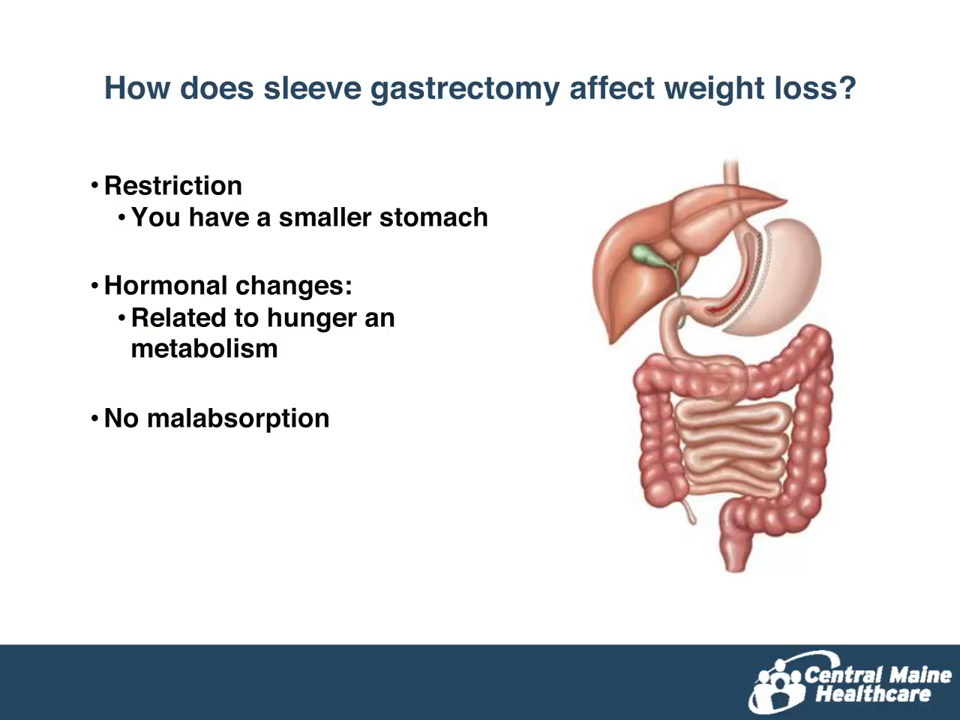 How does sleeve gastrectomy affect weight loss?
• Restriction
• You have a smaller stomach
• Hormonal changes:
• Related to hunger an
metabolism
• No malabsorption
Central Maine
Healthcare